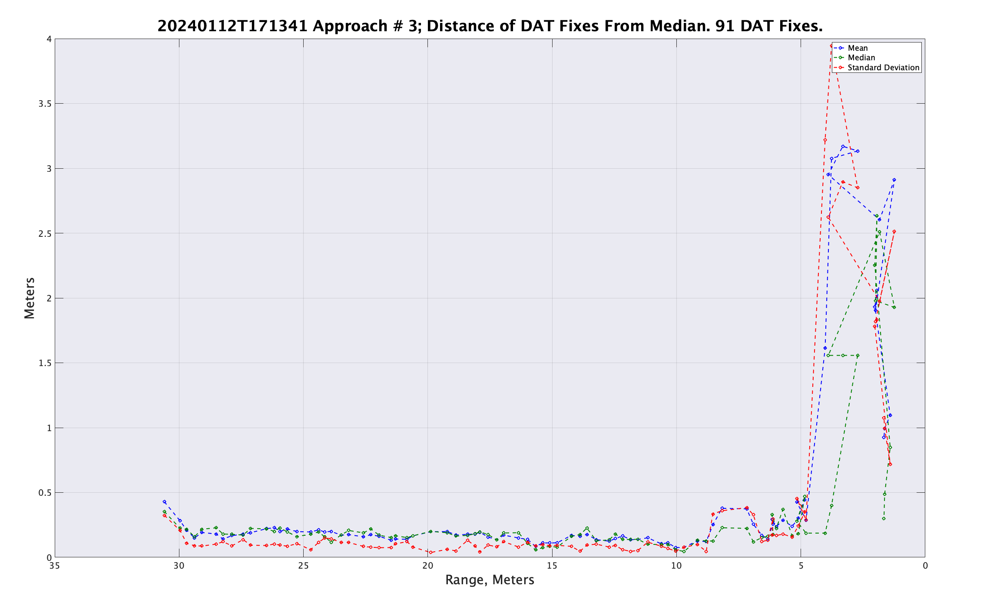 20240112T171341 Approach # 3; Distance of DAT Fixes From Median. 91 DAT Fixes.
Mean
Median
Standard Deviation
4
3.5
3
2.5
2
1.5
1
0.5
0
Meters
35 30 25 20 15 10 5 0
Range, Meters